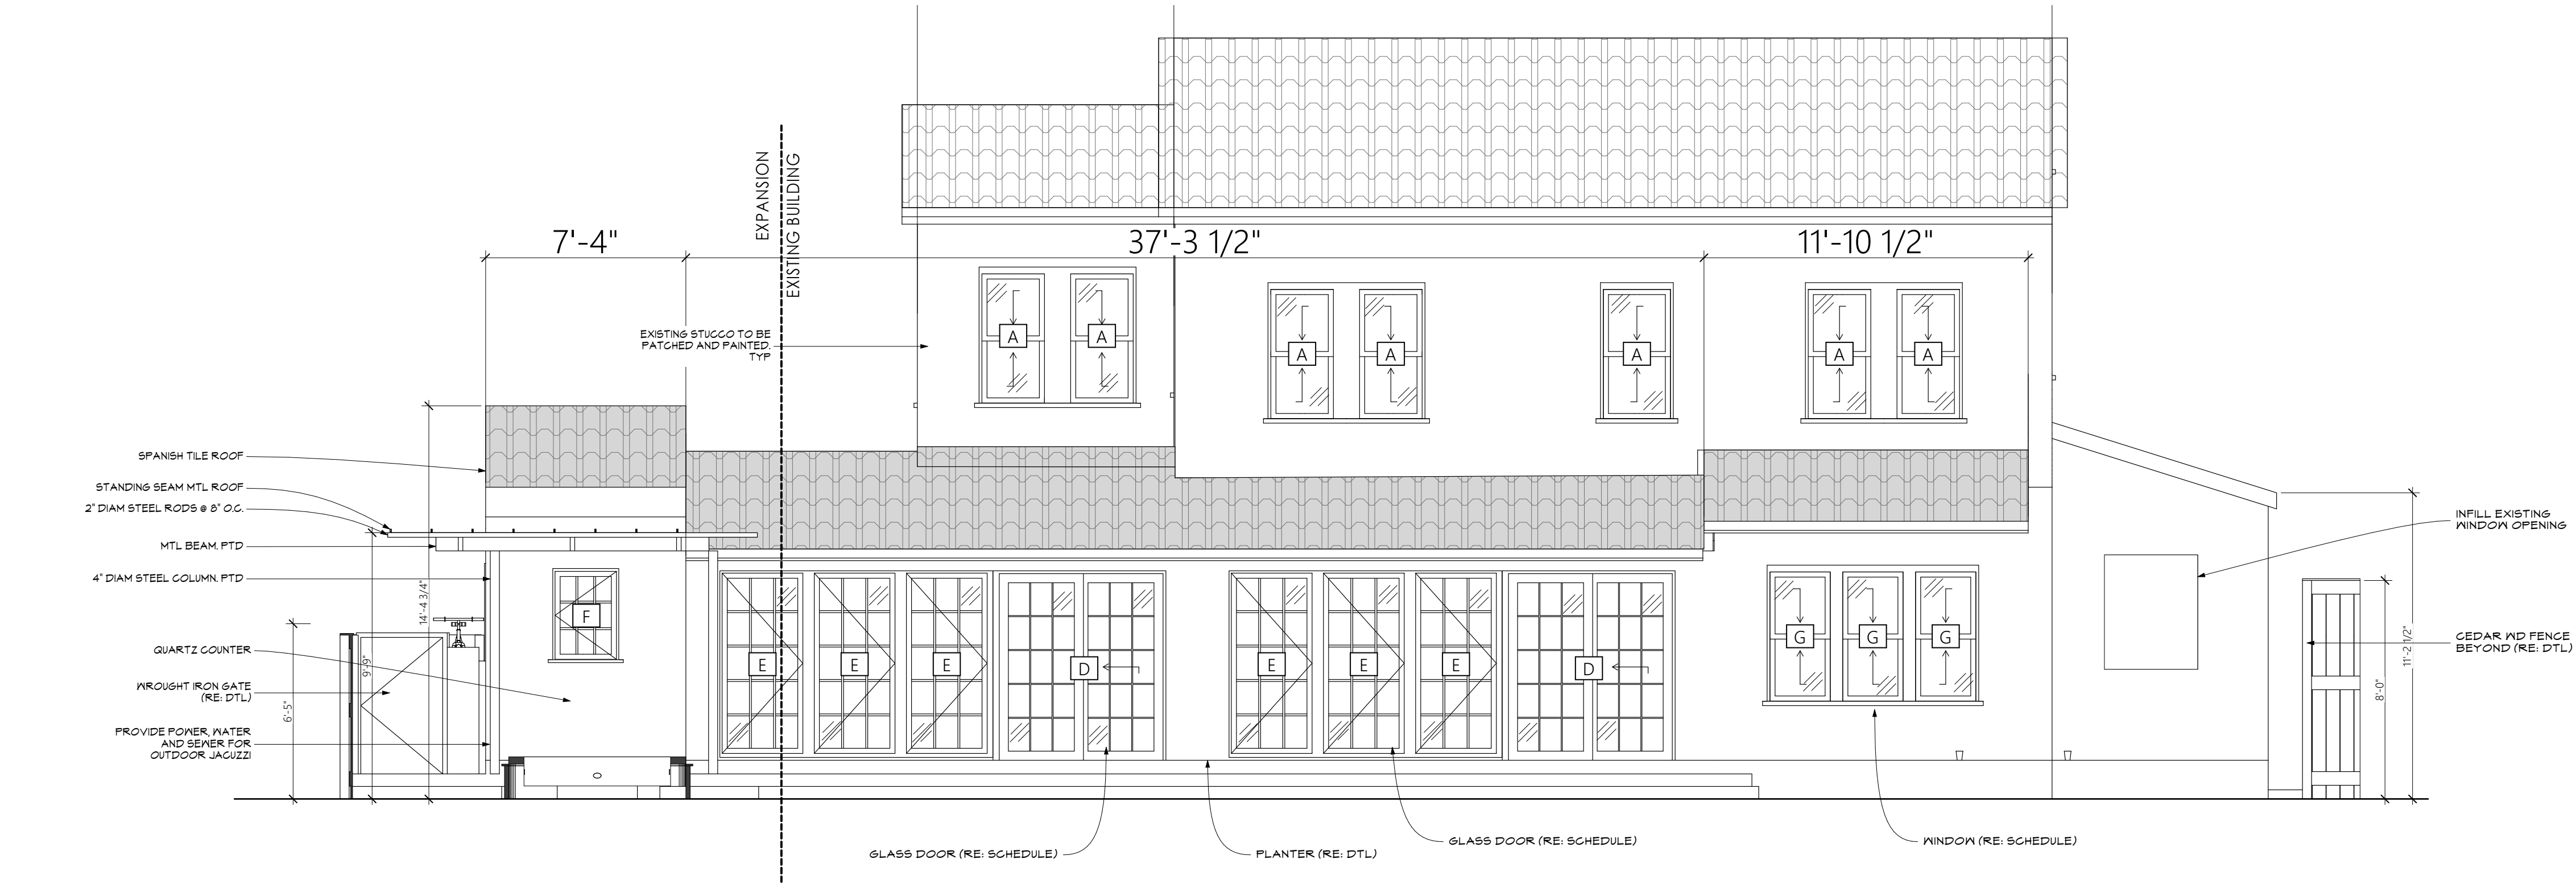 EXPANSION
EXISTING BUILDING
7'-4"
37'-3 1/2"
11'-10 1/2"
EXISTING STUCCO TO BE
PATCHED AND PAINTED,
TYP
A
A
A
A
A
A
A
SPANISH TILE ROOF
STANDING SEAM MTL ROOF
2" DIAM STEEL RODS @ 8" O.C.
MTL BEAM, PTD
4" DIAM STEEL COLUMN, PTD
QUARTZ COUNTER
WROUGHT IRON GATE
(RE: DTL)
PROVIDE POWER, WATER
AND SEWER FOR
OUTDOOR JACUZZI
6'-5"
9'-9"
14'-4 3/4"
F
E
E
E
D
E
E
E
D
G
G
G
INFILL EXISTING
WINDOW OPENING
CEDAR WD FENCE
BEYOND (RE: DTL)
8'-0"
11'-2 1/2"
GLASS DOOR (RE: SCHEDULE)
PLANTER (RE: DTL)
GLASS DOOR (RE: SCHEDULE)
WINDOW (RE: SCHEDULE)